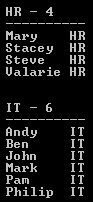 HR - 4
----------
Mary    HR
Stacey  HR
Steve   HR
Valarie HR

IT - 6
----------
Andy    IT
Ben     IT
John    IT
Mark    IT
Pam     IT
Philip  IT